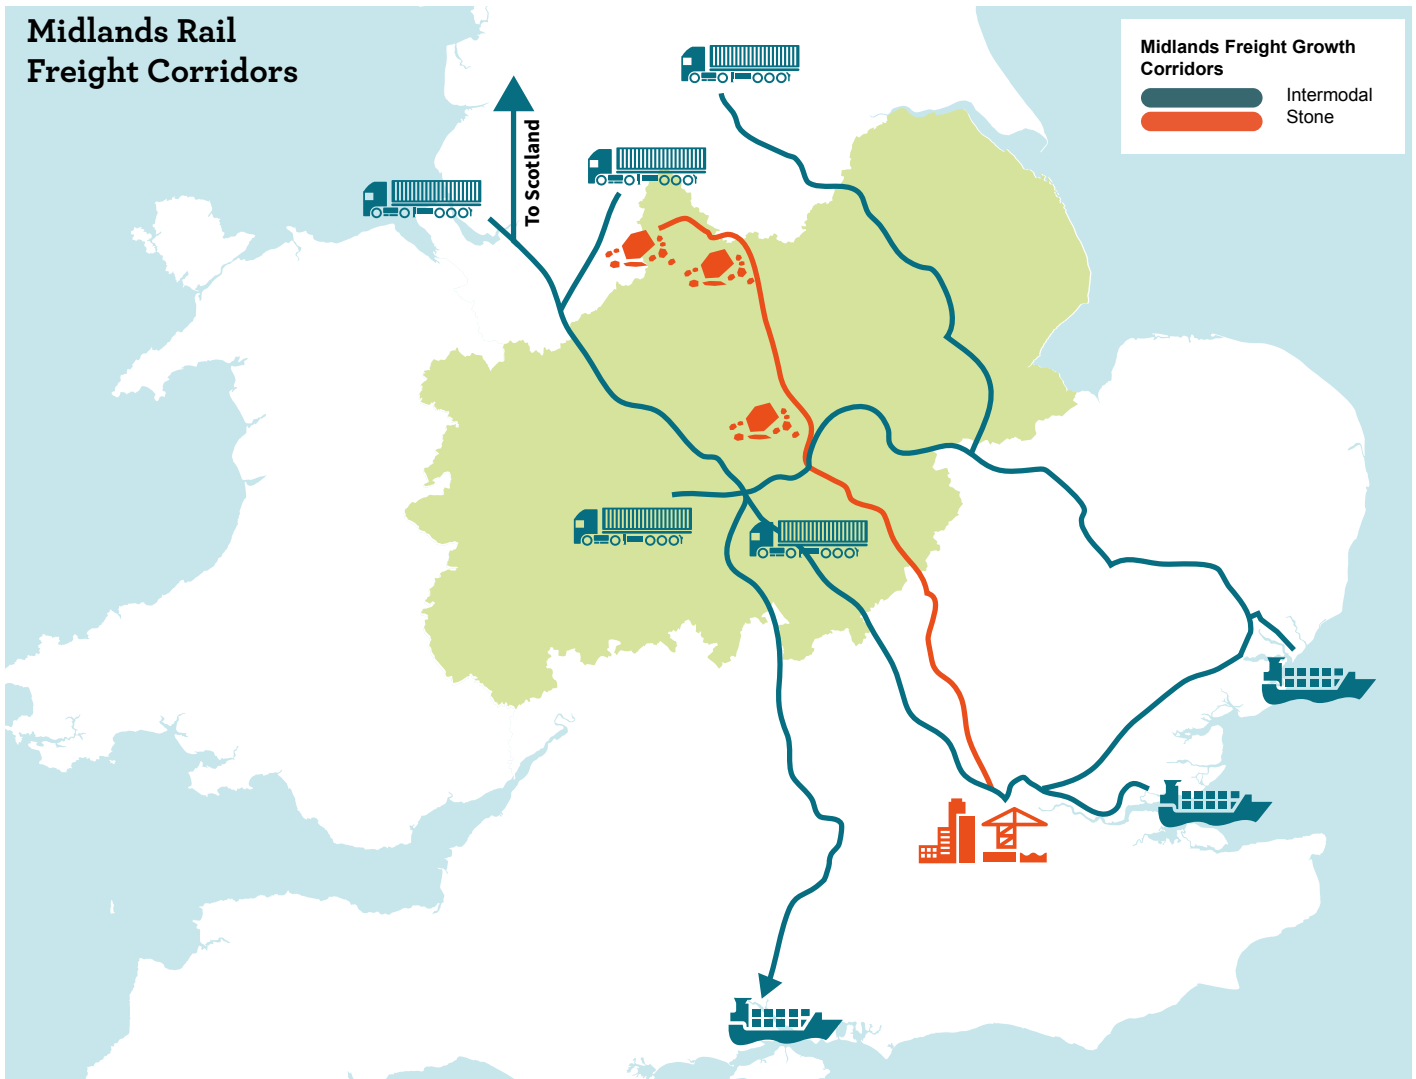 Midlands Rail
Freight Corridors
To Scotland
Midlands Freight Growth
Corridors
Intermodal
Stone